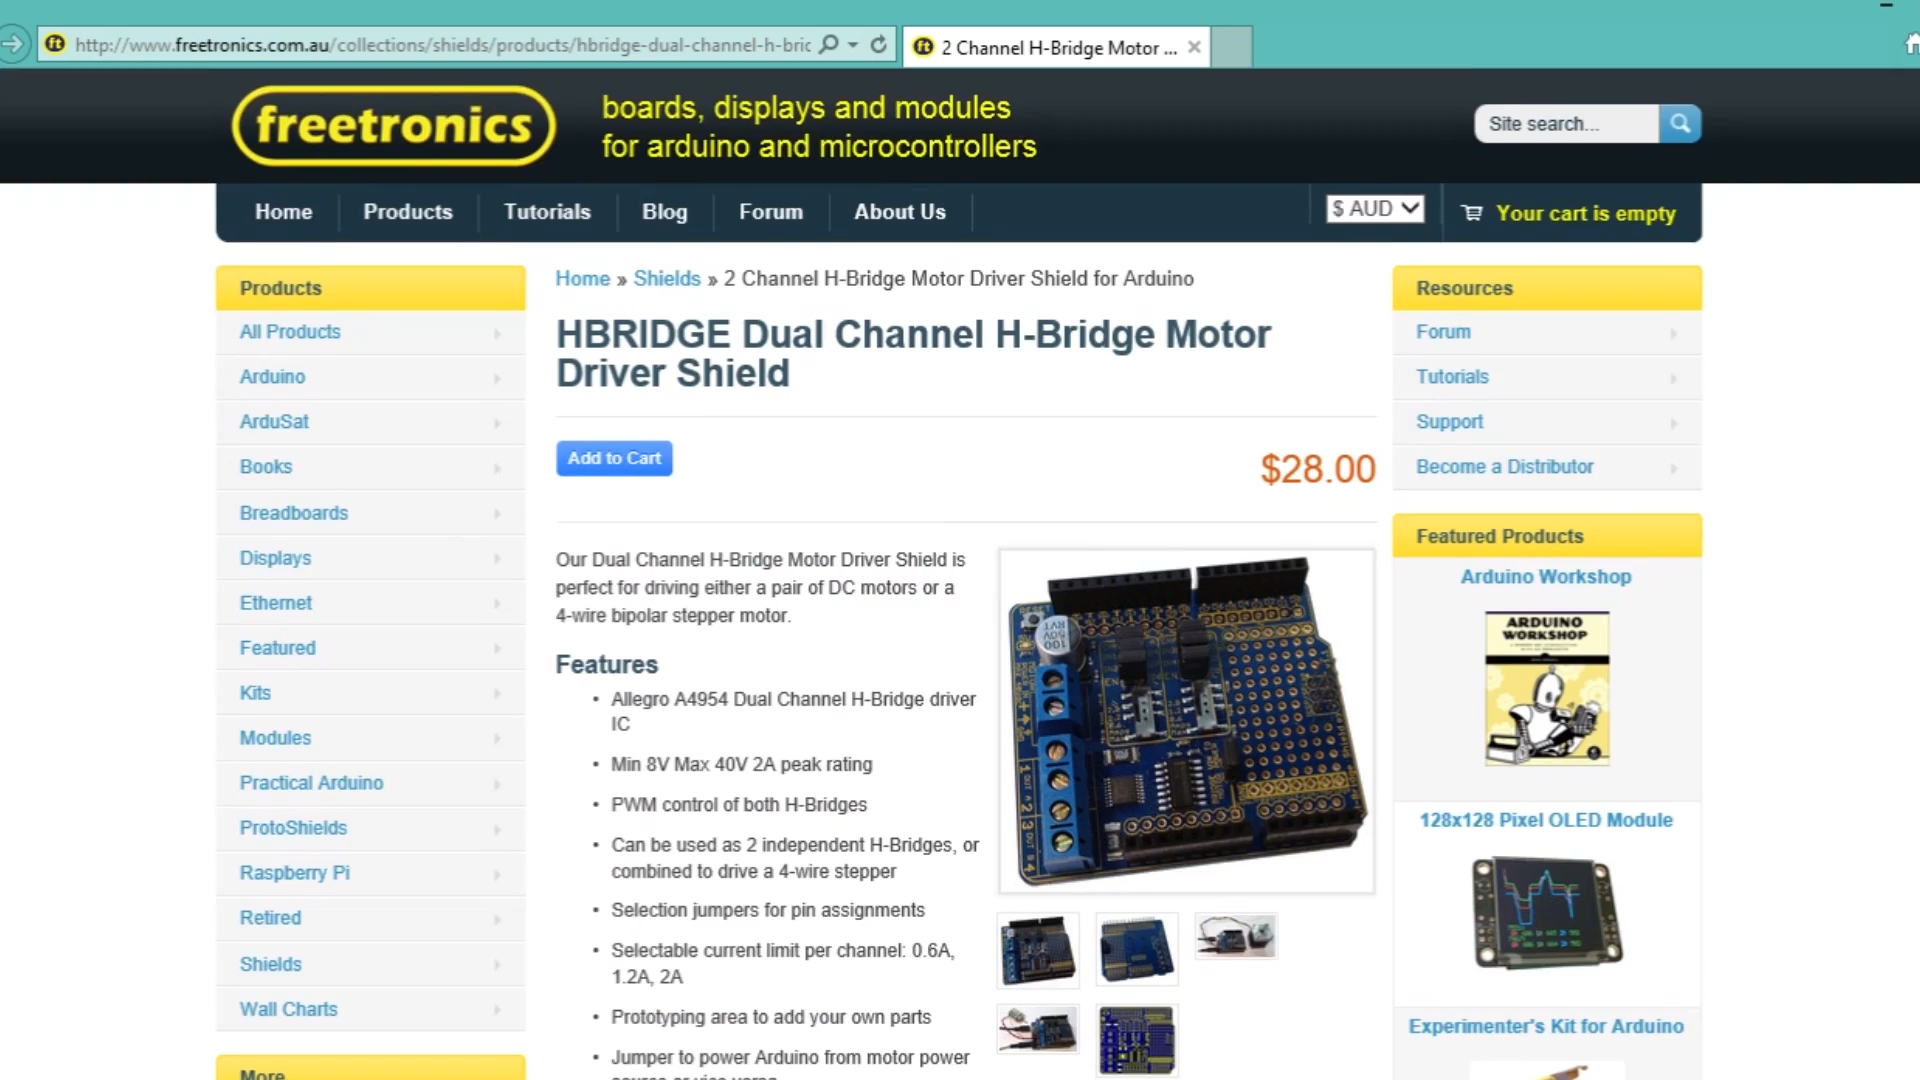 http://www.freetronics.com.au/collections/shields/products/hbridge-dual-channel-h-bric
2 Channel H-Bridge Motor ...
freetronics
boards, displays and modules
for arduino and microcontrollers
Site search...
Home
Products
Tutorials
Blog
Forum
About Us
$ AUD
Your cart is empty
Products
All Products
Arduino
ArduSat
Books
Breadboards
Displays
Ethernet
Featured
Kits
Modules
Practical Arduino
ProtoShields
Raspberry Pi
Retired
Shields
Wall Charts
More
Home » Shields » 2 Channel H-Bridge Motor Driver Shield for Arduino
HBRIDGE Dual Channel H-Bridge Motor
Driver Shield
Add to Cart
$28.00
Our Dual Channel H-Bridge Motor Driver Shield is
perfect for driving either a pair of DC motors or a
4-wire bipolar stepper motor.
Features
• Allegro A4954 Dual Channel H-Bridge driver
IC
• Min 8V Max 40V 2A peak rating
• PWM control of both H-Bridges
• Can be used as 2 independent H-Bridges, or
combined to drive a 4-wire stepper
• Selection jumpers for pin assignments
• Selectable current limit per channel: 0.6A,
1.2A, 2A
• Prototyping area to add your own parts
• Jumper to power Arduino from motor power
RESET
100
50V
RVT
Resources
Forum
Tutorials
Support
Become a Distributor
Featured Products
Arduino Workshop
ARDUINO
WORKSHOP
128x128 Pixel OLED Module
Experimenter's Kit for Arduino